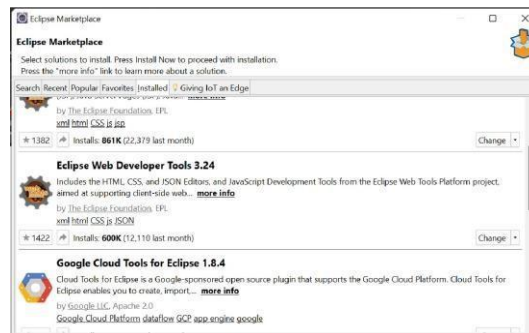 Eclipse Marketplace
Eclipse Marketplace
Select solutions to install. Press Install Now to proceed with installation.
Press the "more info" link to learn more about a solution.
Search Recent Popular Favorites Installed Giving IoT an Edge
more info
by The Eclipse Foundation, EPL
xml html CSS js jsp
1382 Installs: 861K (22,379 last month) Change
Eclipse Web Developer Tools 3.24
Includes the HTML, CSS, and JSON Editors, and JavaScript Development Tools from the Eclipse Web Tools Platform project,
aimed at supporting client-side web... more info
by The Eclipse Foundation, EPL
xml html CSS js JSON
1422 Installs: 600K (12,110 last month) Change
Google Cloud Tools for Eclipse 1.8.4
Cloud Tools for Eclipse is a Google-sponsored open source plugin that supports the Google Cloud Platform. Cloud Tools for
Eclipse enables you to create, import,... more info
by Google LLC, Apache 2.0
Google Cloud Platform dataflow GCP app engine google